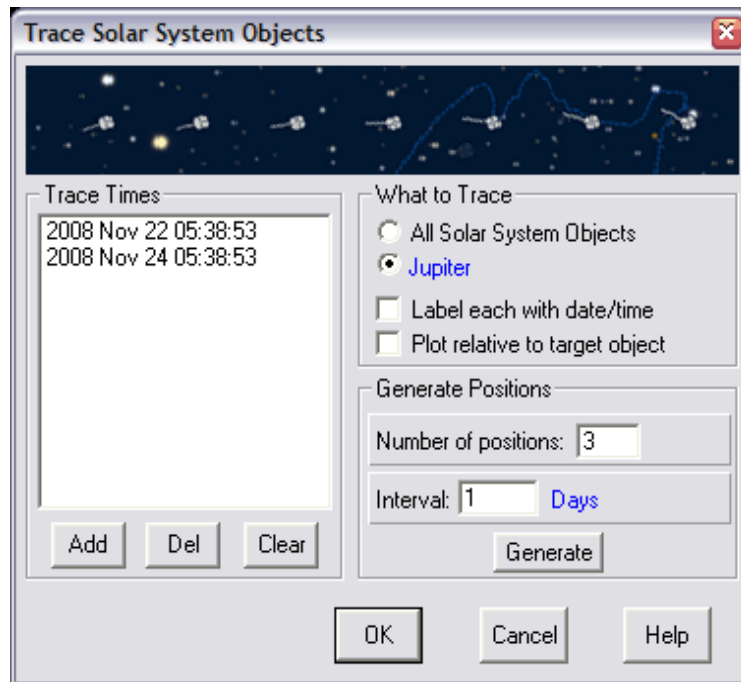 Trace Solar System Objects
Trace Times
2008 Nov 22 05:38:53
2008 Nov 24 05:38:53
Add Del Clear
What to Trace
All Solar System Objects
Jupiter
Label each with date/time
Plot relative to target object
Generate Positions
Number of positions: 3
Interval: 1 Days
Generate
OK Cancel Help